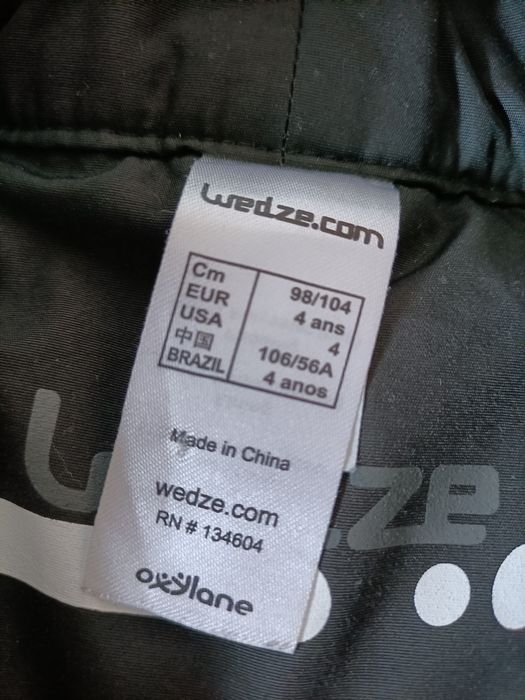 wedze.com
Cm 98/104
EUR 4 ans
USA 4
中国 106/56A
BRAZIL 4 anos
Made in China
wedze.com
RN # 134604
oxylane
ze